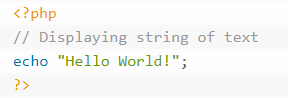 <?php
// Displaying string of text
echo "Hello World!";
?>